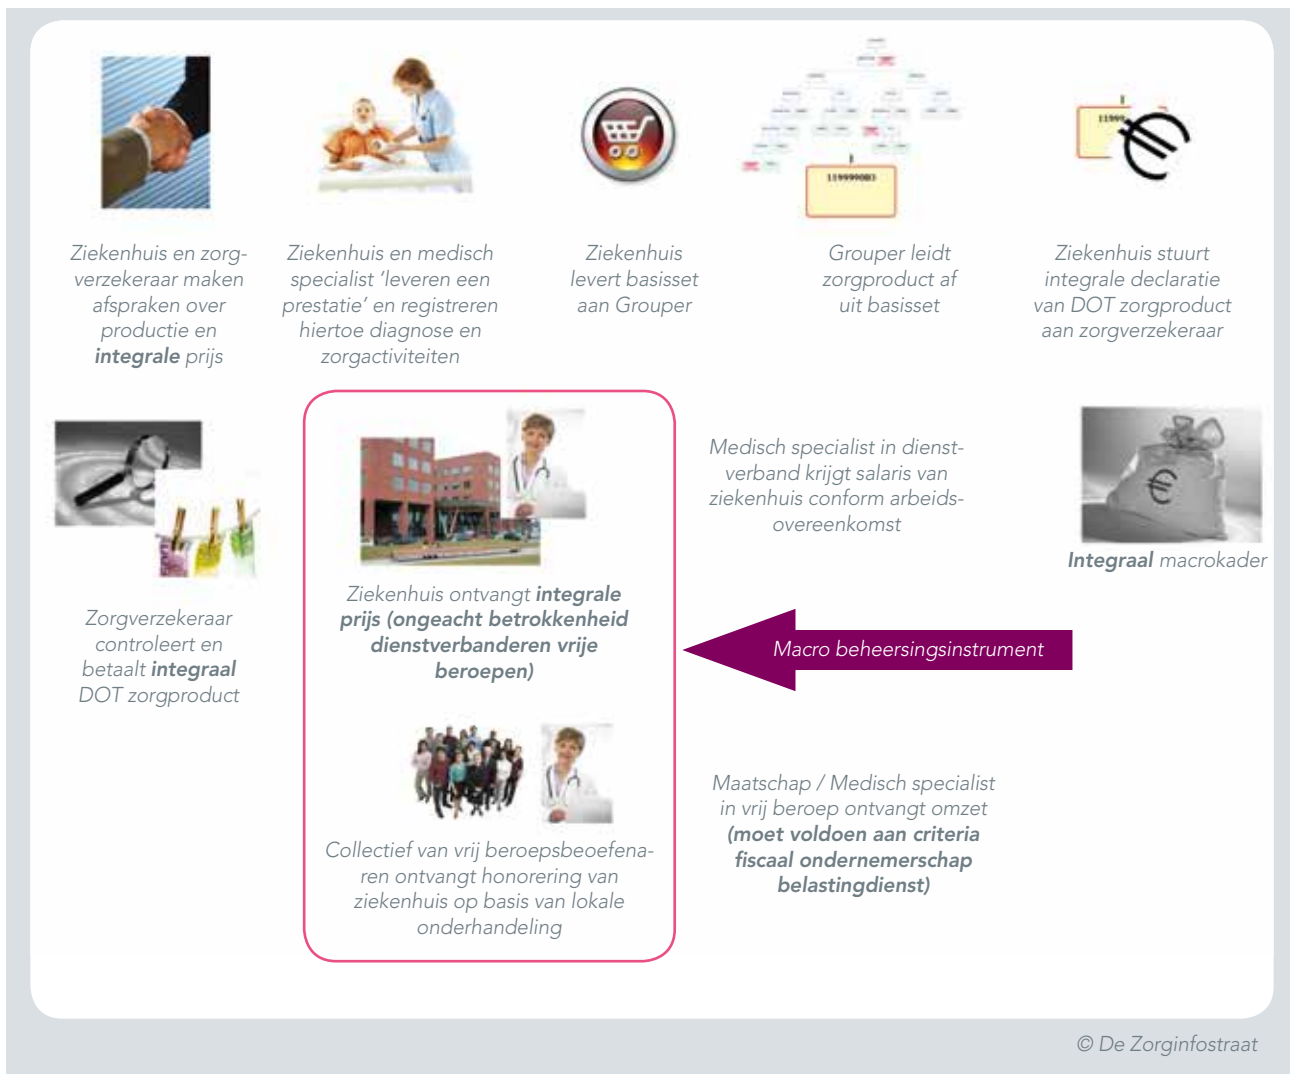 119999083
11999
Ziekenhuis en zorg-
verzekeraar maken
afspraken over
productie en
integrale prijs
Ziekenhuis en medisch
specialist ‘leveren een
prestatie’ en registreren
hiertoe diagnose en
zorgactiviteiten
Ziekenhuis
levert basisset
aan Grouper
Grouper leidt
zorgproduct af
uit basisset
Ziekenhuis stuurt
integrale declaratie
van DOT zorgproduct
aan zorgverzekeraar
Zorgverzekeraar
controleert en
betaalt integraal
DOT zorgproduct
Ziekenhuis ontvangt integrale
prijs (ongeacht betrokkenheid
dienstverbanderen vrije
beroepen)
Collectief van vrij beroepsbeoefena-
ren ontvangt honorering van
ziekenhuis op basis van lokale
onderhandeling
Medisch specialist in dienst-
verband krijgt salaris van
ziekenhuis conform arbeids-
overeenkomst
€
Integraal macrokader
Macro beheersingsinstrument
Maatschap / Medisch specialist
in vrij beroep ontvangt omzet
(moet voldoen aan criteria
fiscaal ondernemerschap
belastingdienst)
© De Zorginfostraat